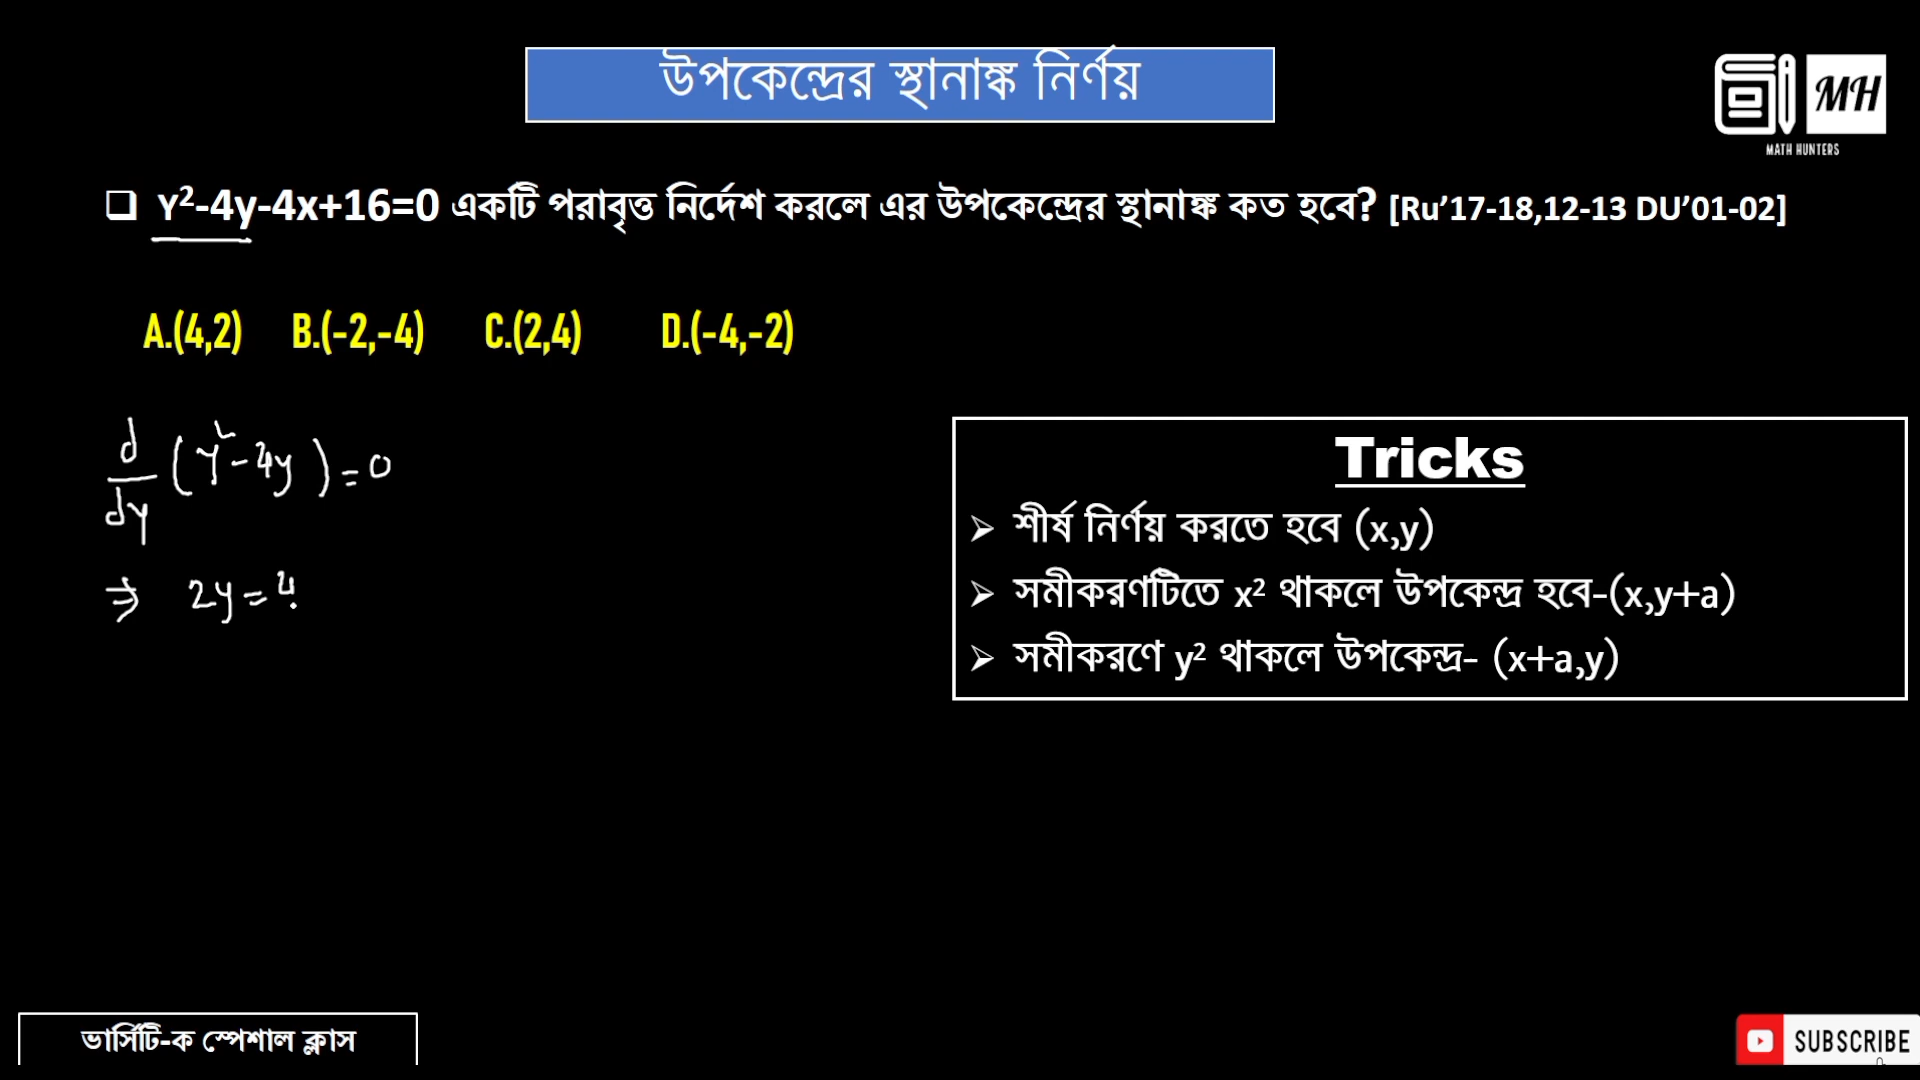 উপকেন্দ্রের স্থানাঙ্ক নির্ণয়
MH
MATH HUNTERS
❑ Y²-4y-4x+16=0 একটি পরাবৃত্ত নির্দেশ করলে এর উপকেন্দ্রের স্থানাঙ্ক কত হবে? [Ru’17-18,12-13 DU’01-02]
A.(4,2) B.(-2,-4) C.(2,4) D.(-4,-2)
d/dy (y²-4y)=0
⇒ 2y=4
Tricks
➢ শীর্ষ নির্ণয় করতে হবে (x,y)
➢ সমীকরণটিতে x² থাকলে উপকেন্দ্র হবে-(x,y+a)
➢ সমীকরণে y² থাকলে উপকেন্দ্র- (x+a,y)
ভার্সিটি-ক স্পেশাল ক্লাস
SUBSCRIBE